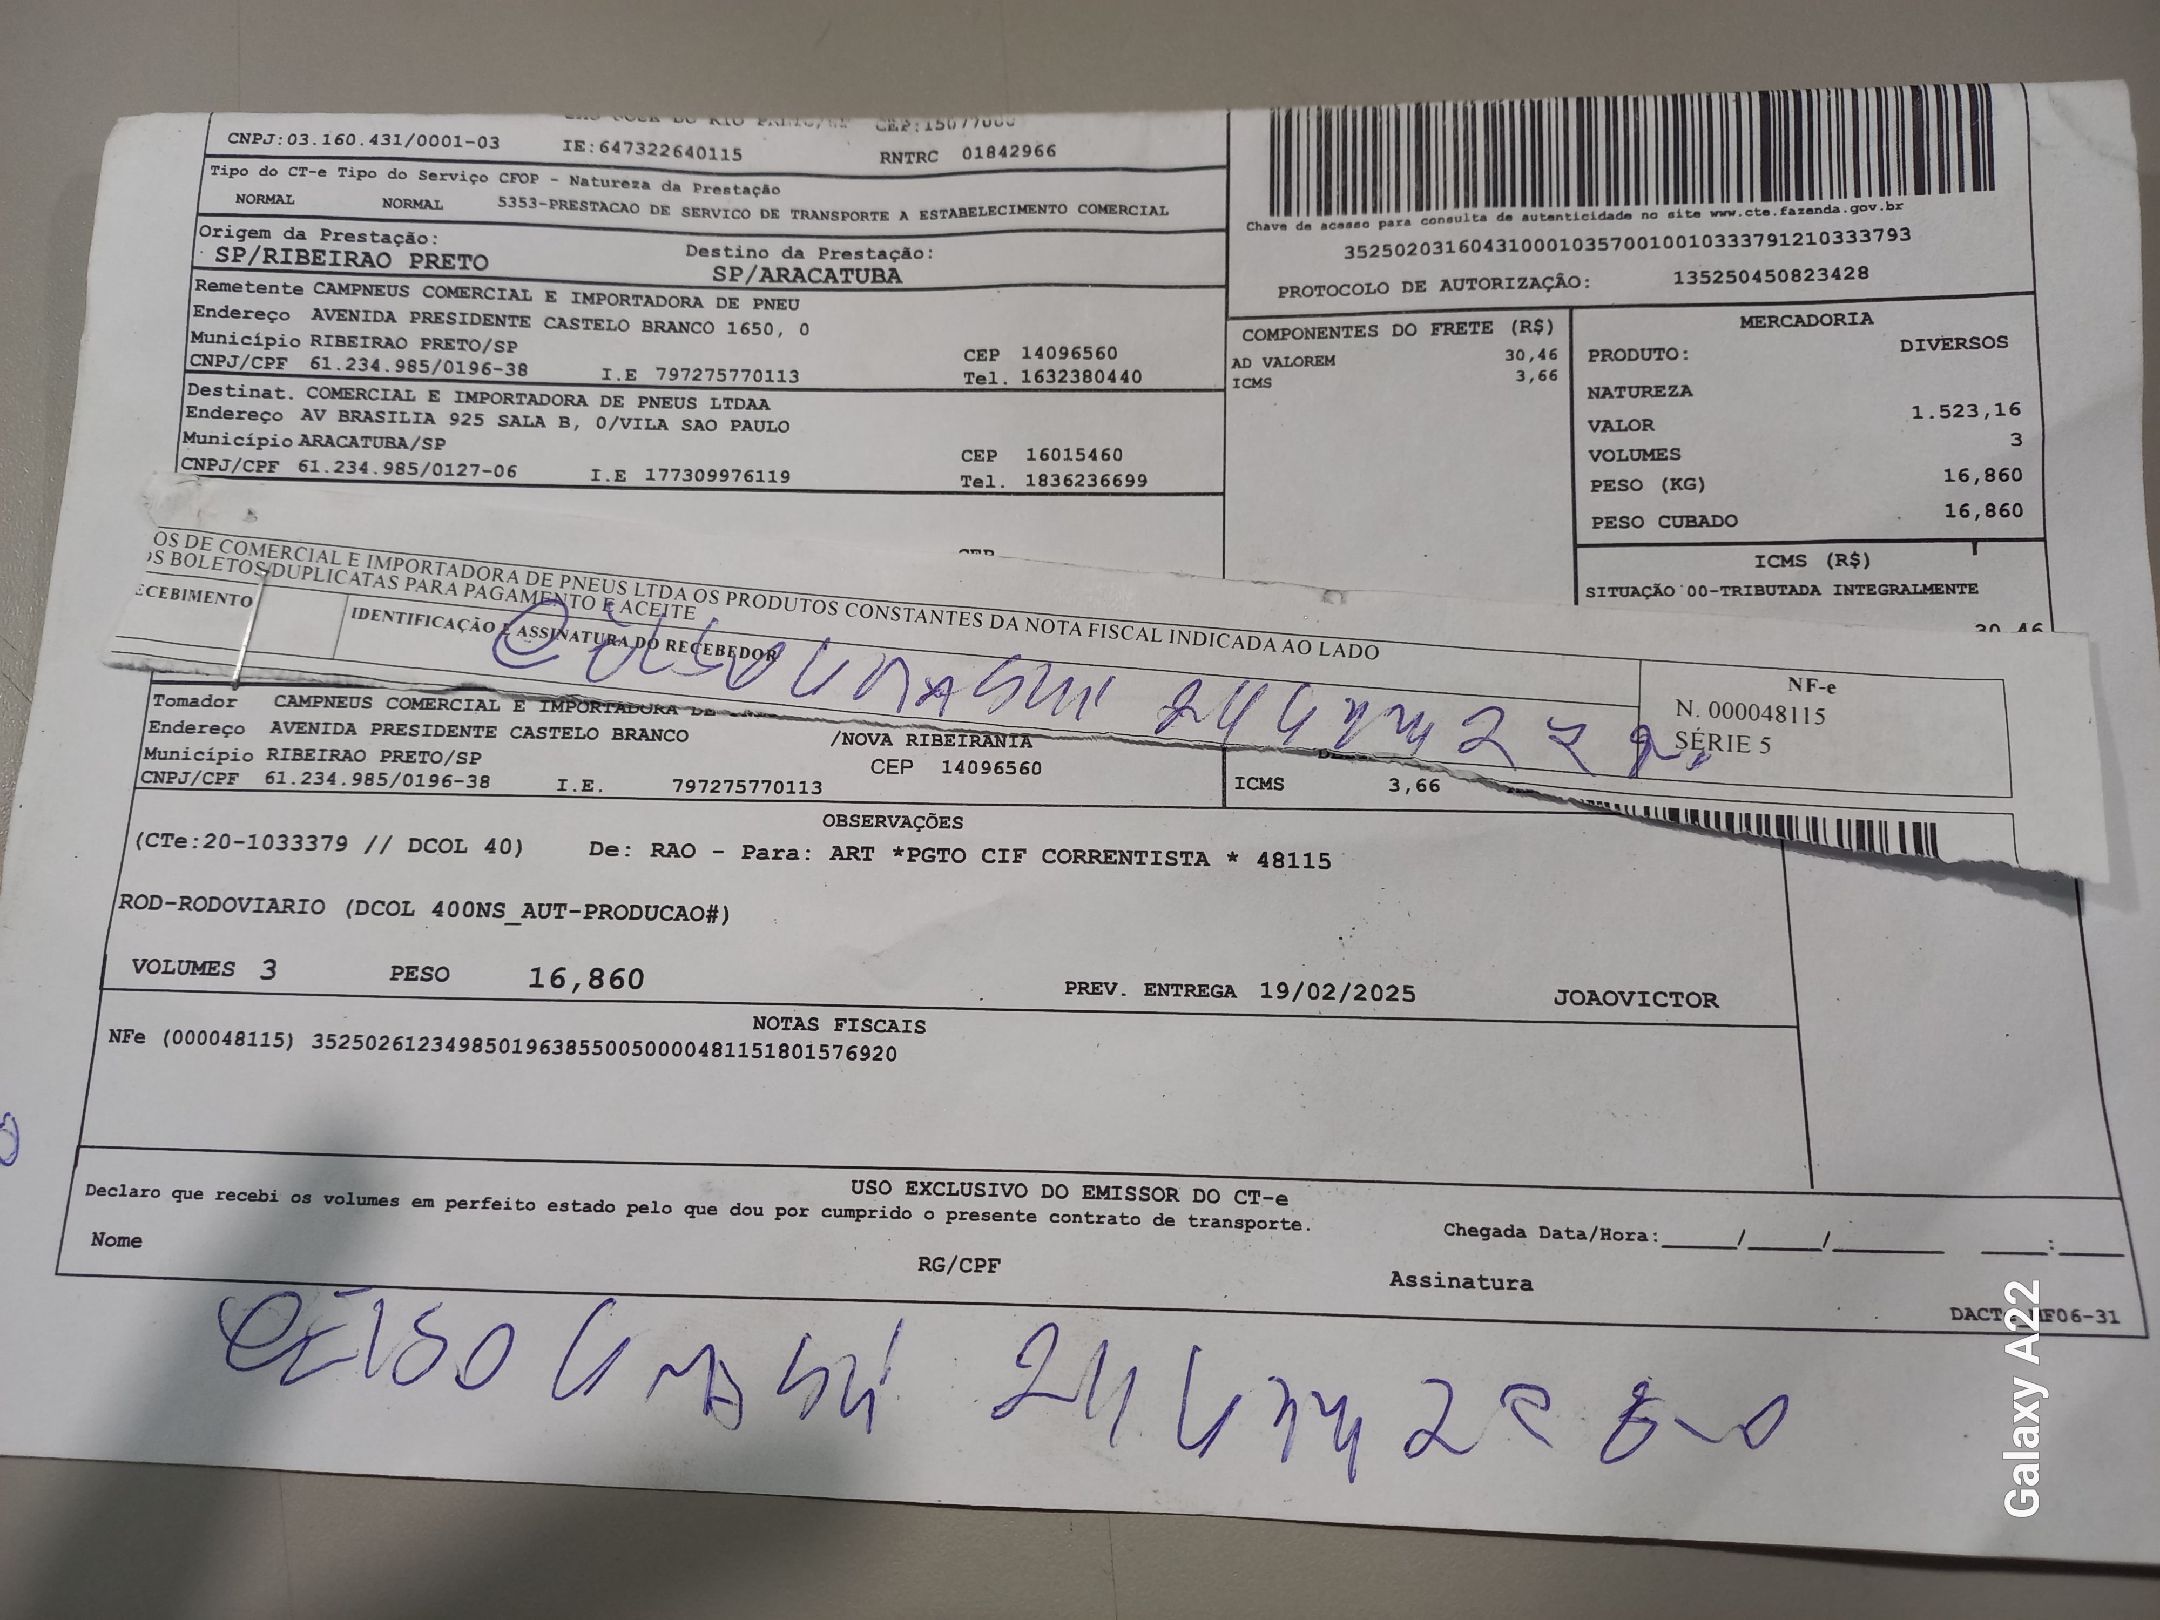 CNPJ:03.160.431/0001-03 IE:647322640115 RNTRC 01842966
Tipo do CT-e Tipo do Serviço CFOP - Natureza da Prestação
NORMAL NORMAL 5353-PRESTACAO DE SERVICO DE TRANSPORTE A ESTABELECIMENTO COMERCIAL
Origem da Prestação: Destino da Prestação:
SP/RIBEIRAO PRETO SP/ARACATUBA
Remetente CAMPNEUS COMERCIAL E IMPORTADORA DE PNEU
Endereço AVENIDA PRESIDENTE CASTELO BRANCO 1650, 0
Município RIBEIRAO PRETO/SP CEP 14096560
CNPJ/CPF 61.234.985/0196-38 I.E 797275770113 Tel. 1632380440
Destinat. COMERCIAL E IMPORTADORA DE PNEUS LTDAA
Endereço AV BRASILIA 925 SALA B, 0/VILA SAO PAULO
Município ARACATUBA/SP CEP 16015460
CNPJ/CPF 61.234.985/0127-06 I.E 177309976119 Tel. 1836236699
Chave de acesso para consulta de autenticidade no site www.cte.fazenda.gov.br
35250203160431000103570010010333791210333793
PROTOCOLO DE AUTORIZAÇÃO: 135250450823428
COMPONENTES DO FRETE (R$)
AD VALOREM 30,46
ICMS 3,66
MERCADORIA
PRODUTO: DIVERSOS
NATUREZA
VALOR 1.523,16
VOLUMES 3
PESO (KG) 16,860
PESO CUBADO 16,860
ICMS (R$)
SITUAÇÃO 00-TRIBUTADA INTEGRALMENTE
30,46
OS DE COMERCIAL E IMPORTADORA DE PNEUS LTDA OS PRODUTOS CONSTANTES DA NOTA FISCAL INDICADA AO LADO
OS BOLETOS/DUPLICATAS PARA PAGAMENTO E ACEITE
ECEBIMENTO IDENTIFICAÇÃO E ASSINATURA DO RECEBEDOR
NF-e
N. 000048115
SÉRIE 5
Tomador CAMPNEUS COMERCIAL E IMPORTADORA DE
Endereço AVENIDA PRESIDENTE CASTELO BRANCO /NOVA RIBEIRANIA
Município RIBEIRAO PRETO/SP CEP 14096560
CNPJ/CPF 61.234.985/0196-38 I.E. 797275770113
ICMS 3,66
OBSERVAÇÕES
(CTe:20-1033379 // DCOL 40) De: RAO - Para: ART *PGTO CIF CORRENTISTA * 48115
ROD-RODOVIARIO (DCOL 400NS_AUT-PRODUCAO#)
VOLUMES 3 PESO 16,860 PREV. ENTREGA 19/02/2025 JOAOVICTOR
NOTAS FISCAIS
NFe (000048115) 35250261234985019638550050000481151801576920
USO EXCLUSIVO DO EMISSOR DO CT-e
Declaro que recebi os volumes em perfeito estado pelo que dou por cumprido o presente contrato de transporte.
Chegada Data/Hora:_____/_____/_______ ____:____
Nome RG/CPF Assinatura
Galaxy A22